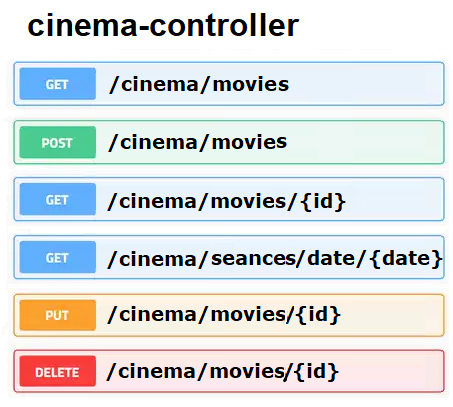 cinema-controller
GET /cinema/movies
POST /cinema/movies
GET /cinema/movies/{id}
GET /cinema/seances/date/{date}
PUT /cinema/movies/{id}
DELETE /cinema/movies/{id}